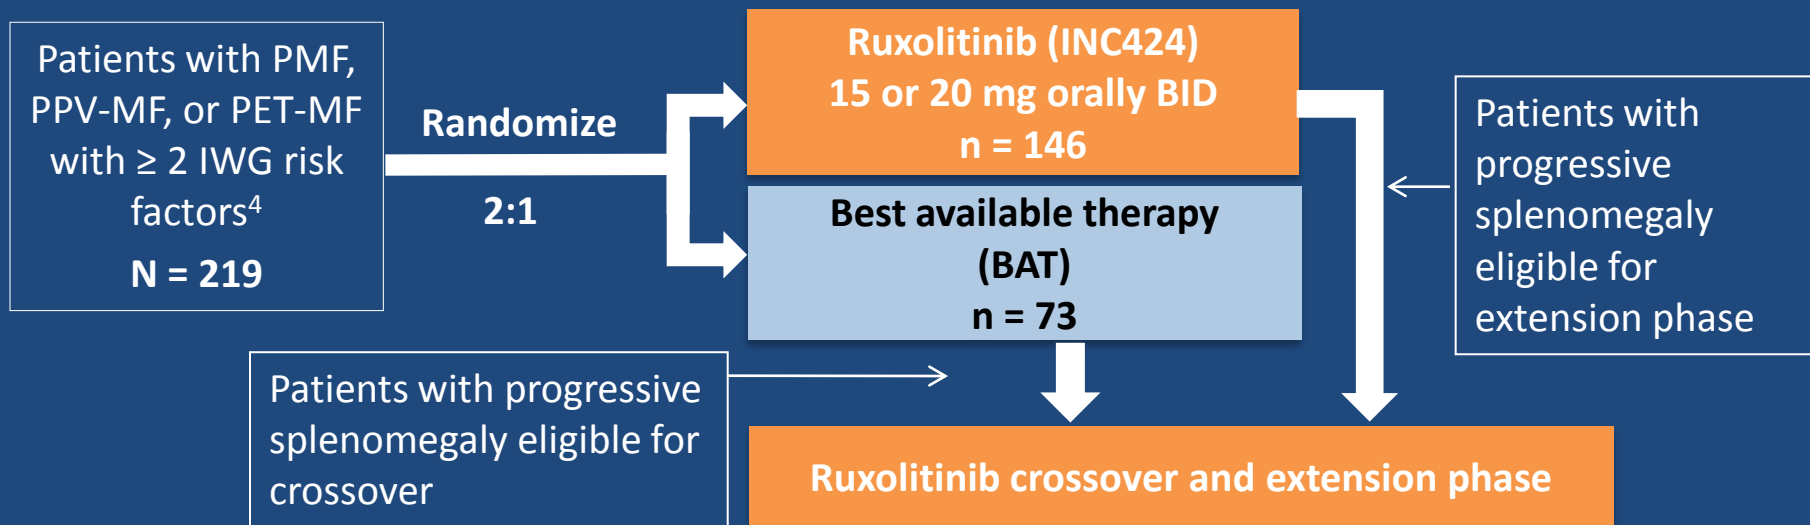 Patients with PMF,
PPV-MF, or PET-MF
with ≥ 2 IWG risk
factors⁴
N = 219
Randomize
2:1
Ruxolitinib (INC424)
15 or 20 mg orally BID
n = 146
Best available therapy
(BAT)
n = 73
Patients with
progressive
splenomegaly
eligible for
extension phase
Patients with progressive
splenomegaly eligible for
crossover
Ruxolitinib crossover and extension phase